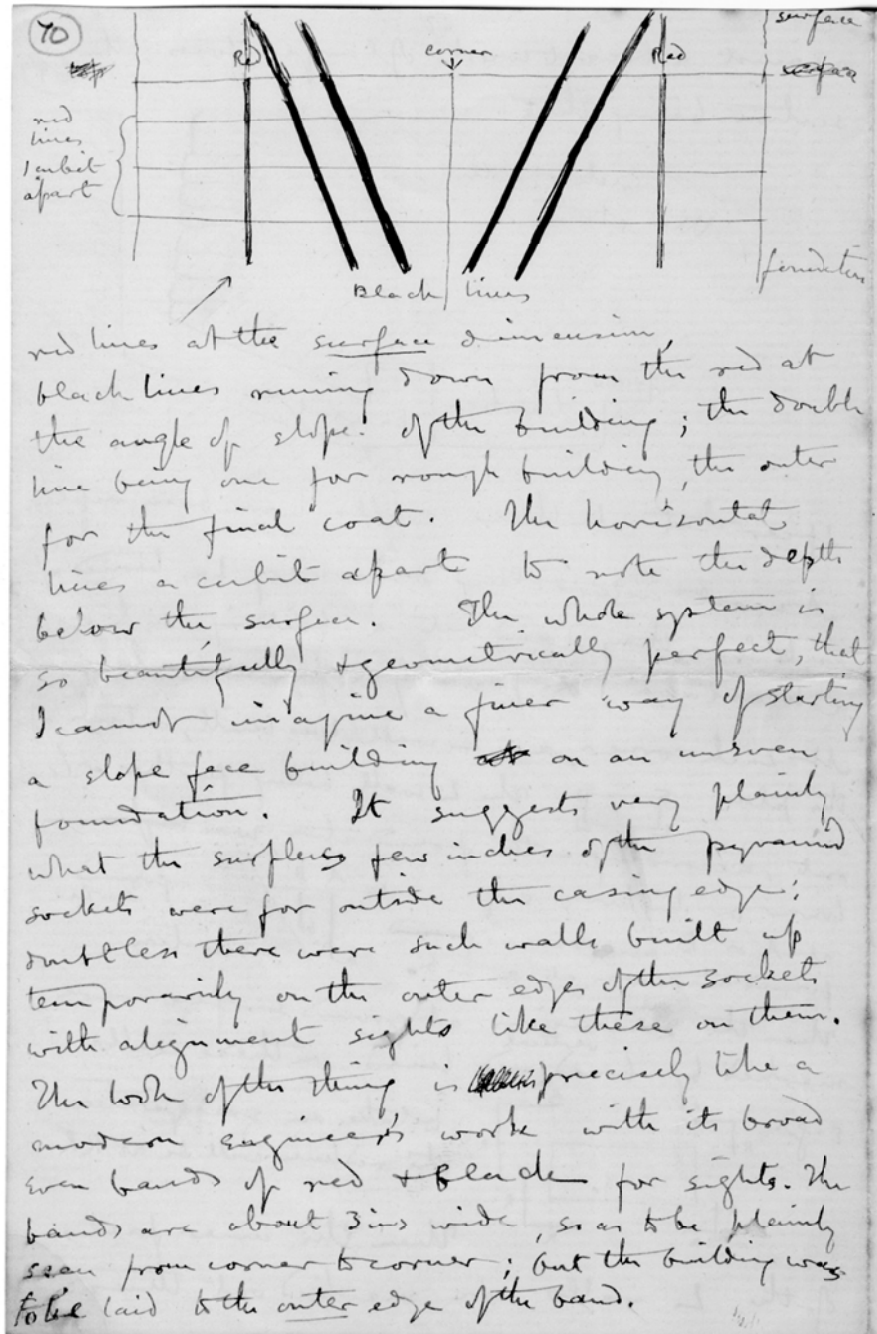 70
surface
Red
corner
Red
surface
red
lines
1 cubit
apart
foundation
Black lines
red lines at the surface dimension,
black lines running down from the red at
the angle of slope of the building; the double
line being one for rough building, the outer
for the final coat. The horizontal
lines a cubit apart to note the depth
below the surface. The whole system is
so beautifully & geometrically perfect, that
I cannot imagine a finer way of starting
a slope face building on an uneven
foundation. It suggests very plainly
what the surpless few inches of the pyramid
sockets were for outside the casing edge;
doubtless there were such walls built up
temporarily on the outer edges of the sockets
with alignment sights like these on them.
The look of the thing is precisely like a
modern engineer's work with its broad
even bands of red & black for sights. The
bands are about 3 ins wide, so as to be plainly
seen from corner to corner; but the building was
to be laid to the outer edge of the band.